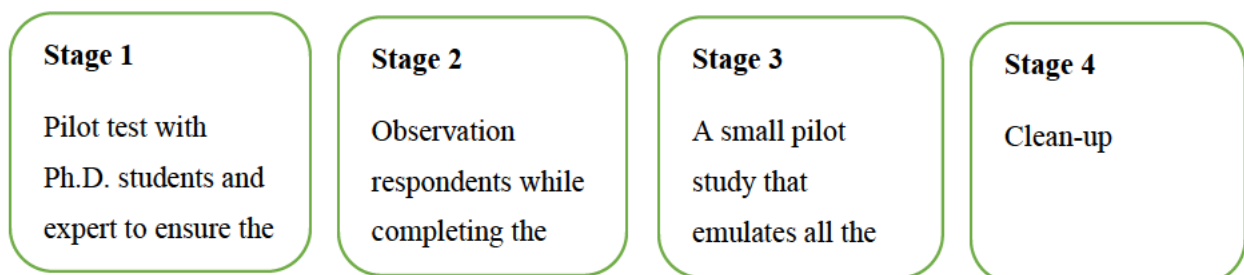 Stage 1
Pilot test with
Ph.D. students and
expert to ensure the
Stage 2
Observation
respondents while
completing the
Stage 3
A small pilot
study that
emulates all the
Stage 4
Clean-up